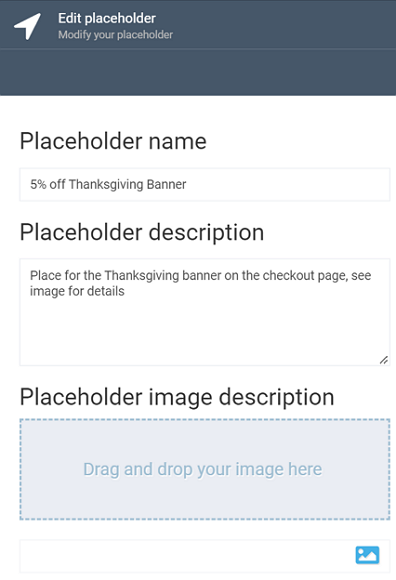 Edit placeholder
Modify your placeholder
Placeholder name
5% off Thanksgiving Banner
Placeholder description
Place for the Thanksgiving banner on the checkout page, see
image for details
Placeholder image description
Drag and drop your image here